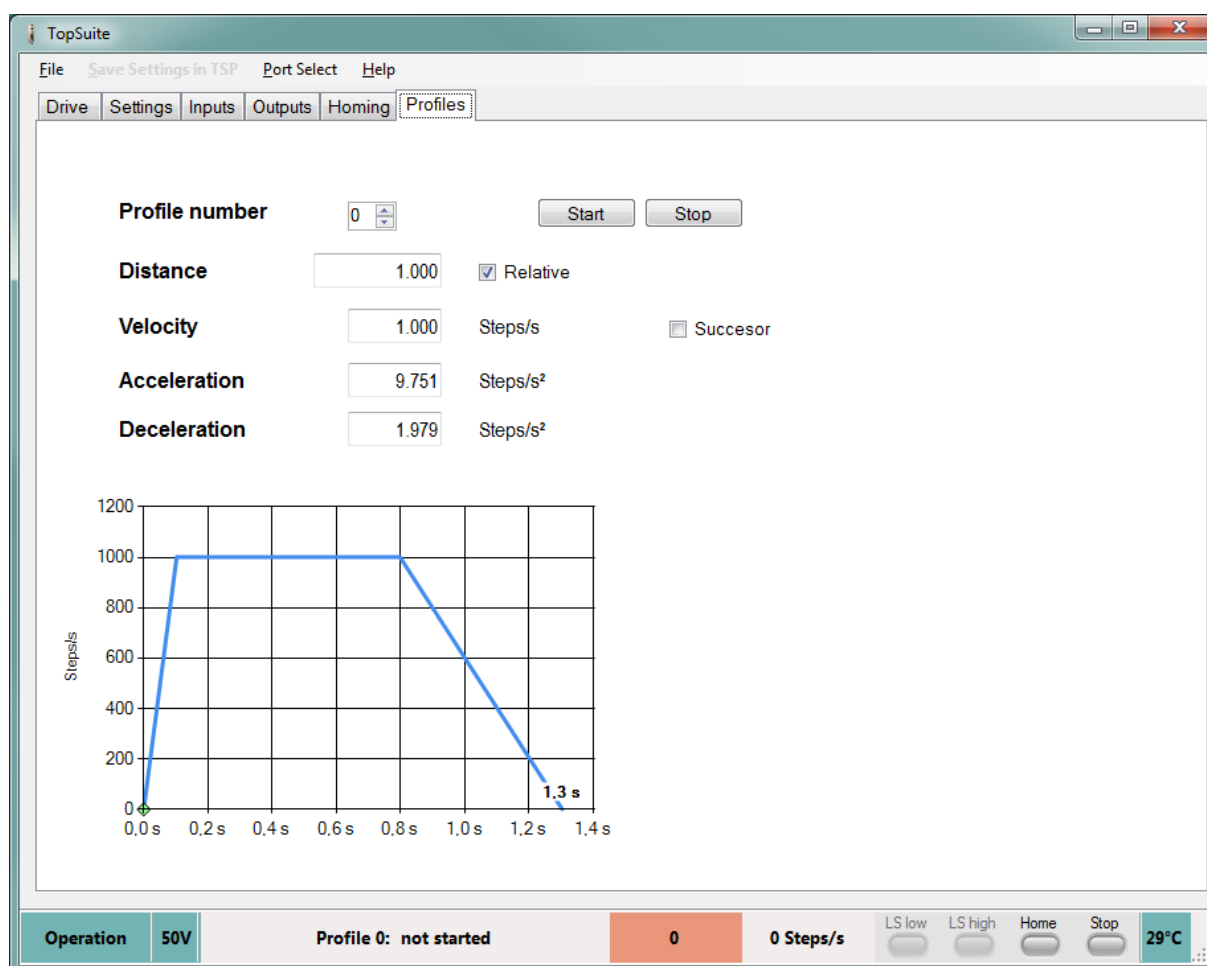 TopSuite
File Save Settings in TSP Port Select Help
Drive Settings Inputs Outputs Homing Profiles
Profile number 0 Start Stop
Distance 1.000 Relative
Velocity 1.000 Steps/s Succesor
Acceleration 9.751 Steps/s²
Deceleration 1.979 Steps/s²
1200
1000
800
600
400
200
0
Steps/s
1.3 s
0,0 s 0,2 s 0,4 s 0,6 s 0,8 s 1,0 s 1,2 s 1,4 s
Operation 50V Profile 0: not started 0 0 Steps/s LS low LS high Home Stop 29°C